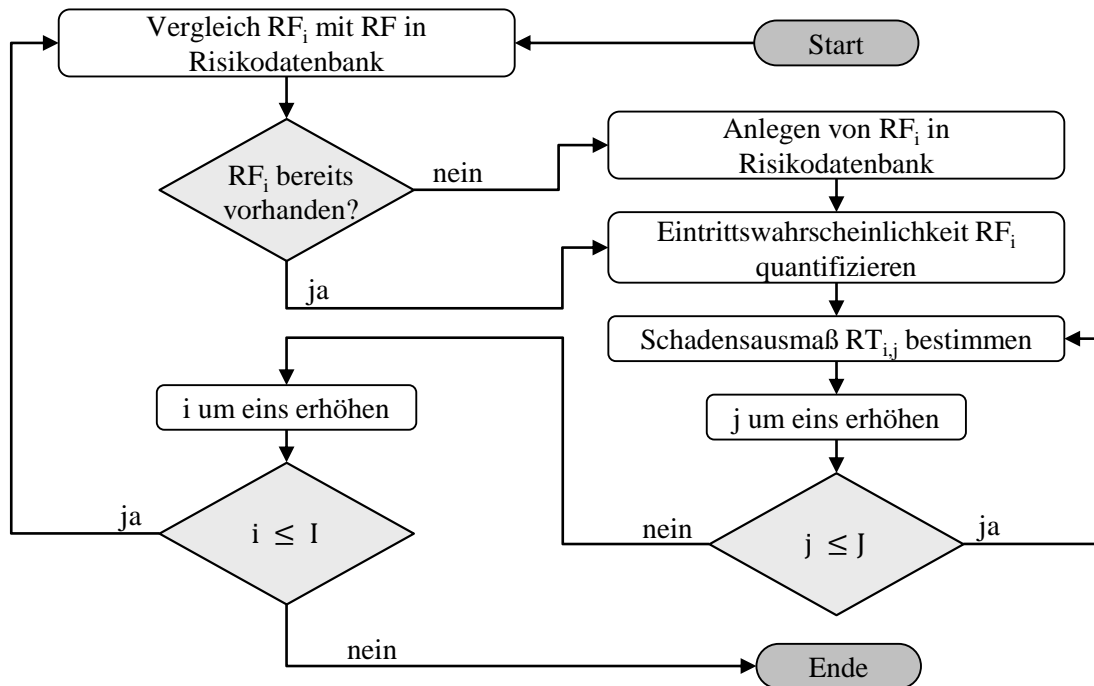 Vergleich RFᵢ mit RF in
Risikodatenbank
Start
RFᵢ bereits
vorhanden?
nein
Anlegen von RFᵢ in
Risikodatenbank
Eintrittswahrscheinlichkeit RFᵢ
quantifizieren
ja
Schadensausmaß RTᵢ,ⱼ bestimmen
i um eins erhöhen
j um eins erhöhen
ja
i ≤ I
nein
j ≤ J
ja
nein
Ende